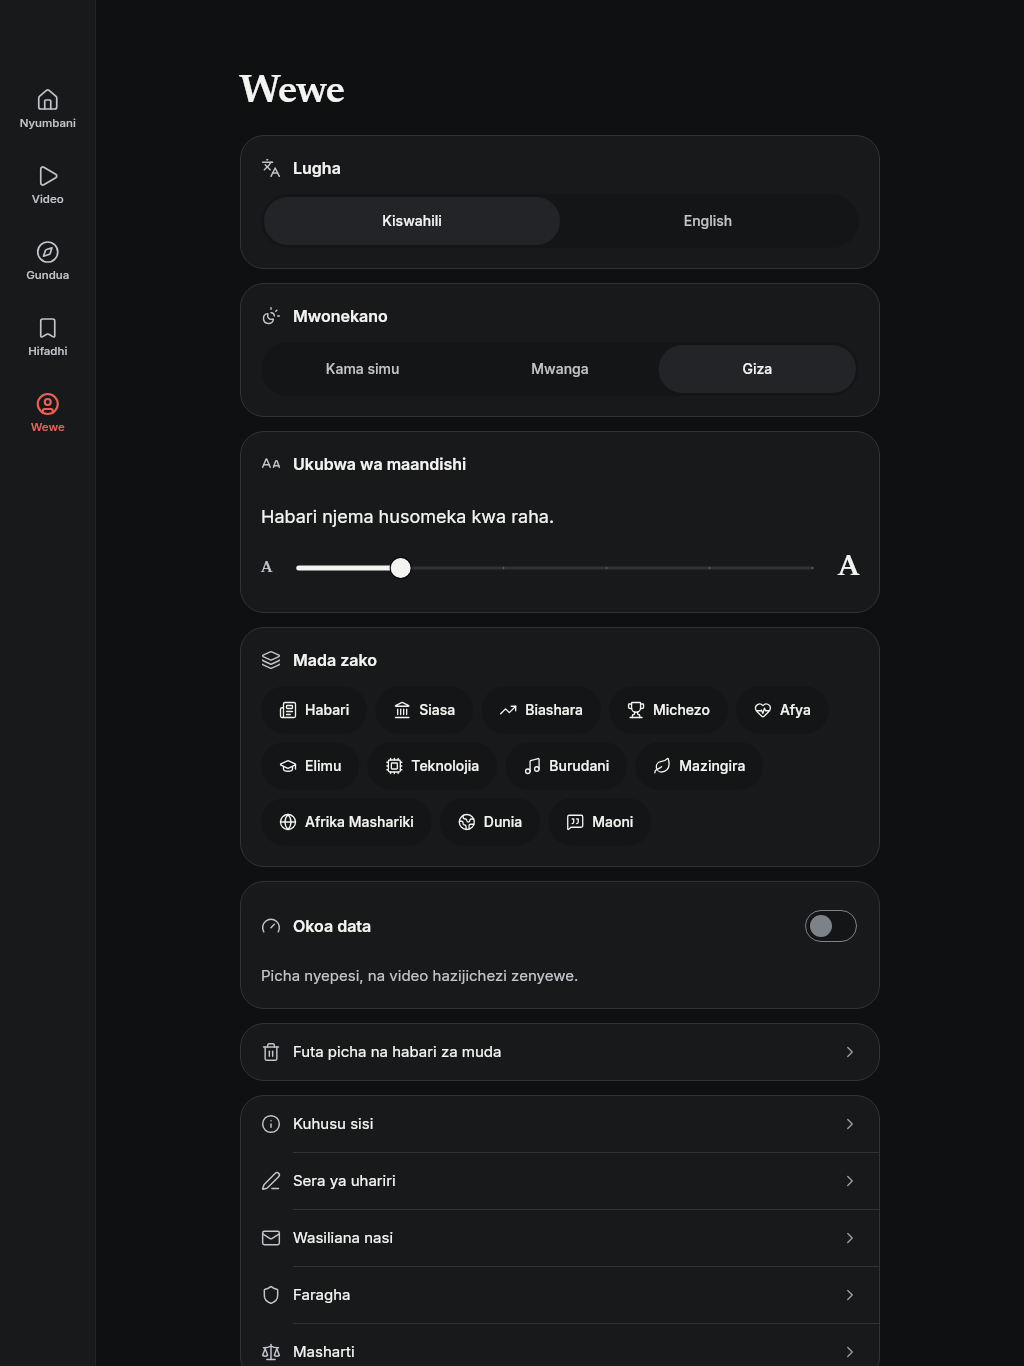 Wewe
Nyumbani
Video
Gundua
Hifadhi
Wewe
Lugha
Kiswahili English
Mwonekano
Kama simu Mwanga Giza
Ukubwa wa maandishi
Habari njema husomeka kwa raha.
A A
Mada zako
Habari Siasa Biashara Michezo Afya
Elimu Teknolojia Burudani Mazingira
Afrika Mashariki Dunia Maoni
Okoa data
Picha nyepesi, na video hazijichezi zenyewe.
Futa picha na habari za muda
Kuhusu sisi
Sera ya uhariri
Wasiliana nasi
Faragha
Masharti